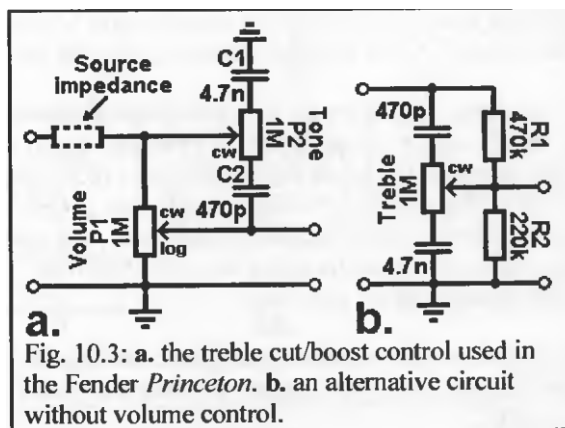 Source
impedance
C1
4.7n
Tone
P2
1M
cw
C2
470p
Volume
P1
1M
cw
log
a.
470p
R1
470k
Treble
1M
cw
R2
220k
4.7n
b.
Fig. 10.3: a. the treble cut/boost control used in
the Fender Princeton. b. an alternative circuit
without volume control.